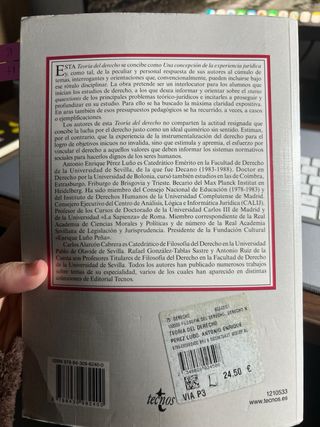 ESTA Teoría del derecho se concibe como Una concepción de la experiencia jurídica
y, como tal, de la peculiar y personal respuesta de sus autores al cúmulo de
temas, interrogantes y orientaciones que, convencionalmente, pueden incluirse bajo
ese rótulo disciplinar. La obra pretende ser un interlocutor para los alumnos que
inician los estudios de derecho, a los que desea informar y orientar sobre el numen
quaestiones de los principales problemas teórico-jurídicos e incitarles a proseguir y
profundizar en su estudio. Para ello se ha buscado la máxima claridad expositiva.
En aras también de esos presupuestos pedagógicos se ha recurrido, a veces, a casos
o ejemplificaciones.
Los autores de esta Teoría del derecho no comparten la actitud resignada que
concibe la lucha por el derecho justo como un ideal quimérico sin sentido. Estiman,
por el contrario, que la experiencia de la instrumentalización del derecho para el
logro de objetivos inicuos no invalida, sino que estimula y apremia, el esfuerzo por
vincular el derecho a aquellos valores que deben informar los sistemas normativos
sociales para hacerlos dignos de los seres humanos.
Antonio Enrique Pérez Luño es Catedrático Emérito en la Facultad de Derecho
de la Universidad de Sevilla, de la que fue Decano (1983-1988). Doctor en
Derecho por la Universidad de Bolonia, cursó también estudios en las de Coimbra,
Estrasburgo, Friburgo de Brisgovia y Trieste. Becario del Max Planck Institut en
Heidelberg. Ha sido miembro del Consejo Nacional de Educación (1978-1983) y
del Instituto de Derechos Humanos de la Universidad Complutense de Madrid.
Consejero Ejecutivo del Centro de Análisis, Lógica e Informática Jurídica (CALIJ).
Profesor de los Cursos de Doctorado de la Universidad Carlos III de Madrid y
de la Universidad «La Sapienza» de Roma. Miembro correspondiente de la Real
Academia de Ciencias Morales y Políticas y de número de la Real Academia
Sevillana de Legislación y Jurisprudencia. Presidente de la Fundación Cultural
«Enrique Luño Peña».
Carlos Alarcón Cabrera es Catedrático de Filosofía del Derecho en la Universidad
Pablo de Olavide de Sevilla. Rafael González-Tablas Sastre y Antonio Ruiz de la
Cuesta son Profesores Titulares de Filosofía del Derecho en la Facultad de Derecho
de la Universidad de Sevilla. Todos los autores han publicado numerosos trabajos
sobre temas de su especialidad, varios de los cuales han aparecido en distintas
colecciones de Editorial Tecnos.
DERECHO
TEORIA DEL DERECHO
PEREZ LUÑO, ANTONIO ENRIQUE
VIA P3
24,50 €
tecnos
1210533
www.tecnos.es